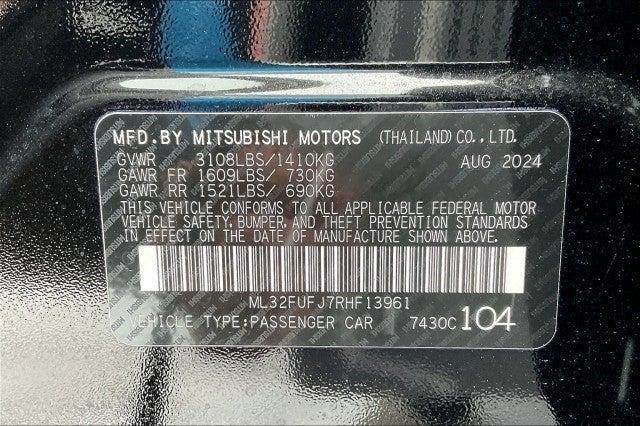 MFD.BY MITSUBISHI MOTORS (THAILAND) CO.,LTD.
GVWR 3108LBS/1410KG AUG 2024
GAWR FR 1609LBS/ 730KG
GAWR RR 1521LBS/ 690KG
THIS VEHICLE CONFORMS TO ALL APPLICABLE FEDERAL MOTOR
VEHICLE SAFETY, BUMPER, AND THEFT PREVENTION STANDARDS
IN EFFECT ON THE DATE OF MANUFACTURE SHOWN ABOVE.
ML32FUFJ7RHF13961
VEHICLE TYPE:PASSENGER CAR 7430C 104